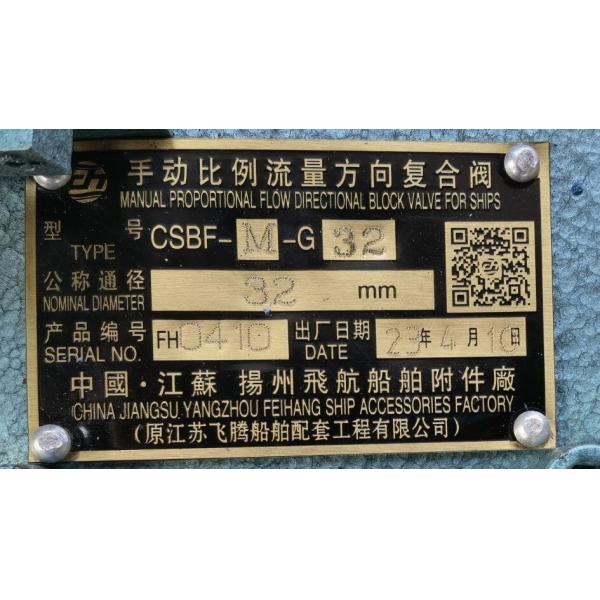 手动比例流量方向复合阀
MANUAL PROPORTIONAL FLOW DIRECTIONAL BLOCK VALVE FOR SHIPS
型 号 TYPE CSBF-M-G 32
公称通径 NOMINAL DIAMETER 32 mm
产品编号 SERIAL NO. FH0410 出厂日期 DATE 23年4月10日
中國·江蘇 揚州飛航船舶附件廠
CHINA JIANGSU.YANGZHOU FEIHANG SHIP ACCESSORIES FACTORY
(原江苏飞腾船舶配套工程有限公司)